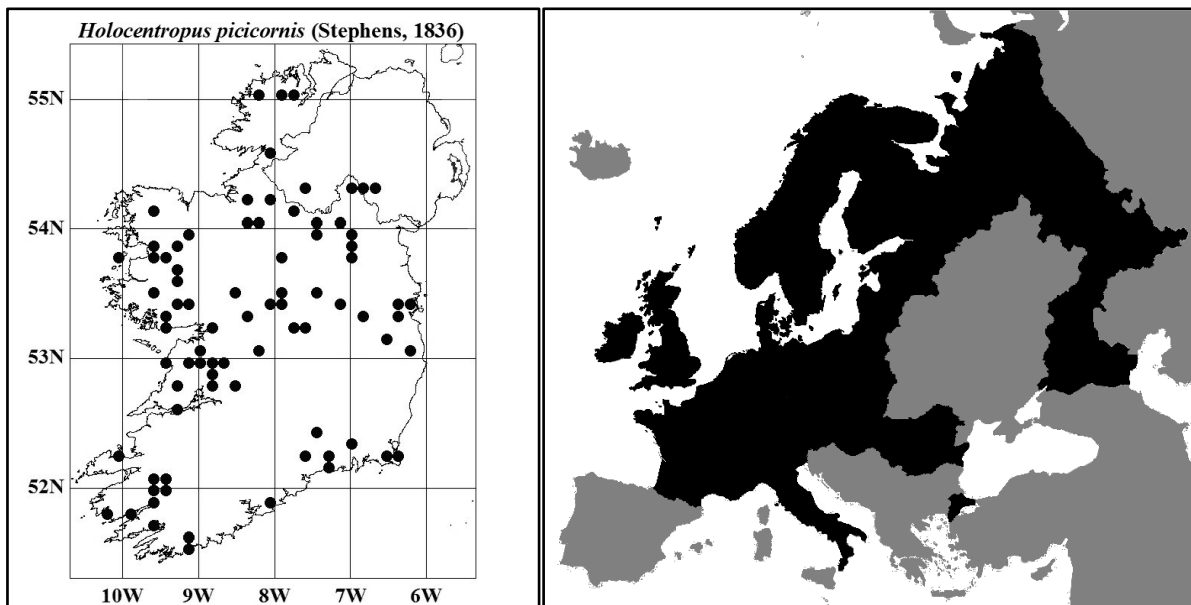 Holocentropus picicornis (Stephens, 1836)
55N
54N
53N
52N
10W 9W 8W 7W 6W